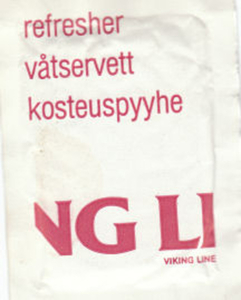 refresher
våtservett
kosteuspyyhe
NG LI
VIKING LINE